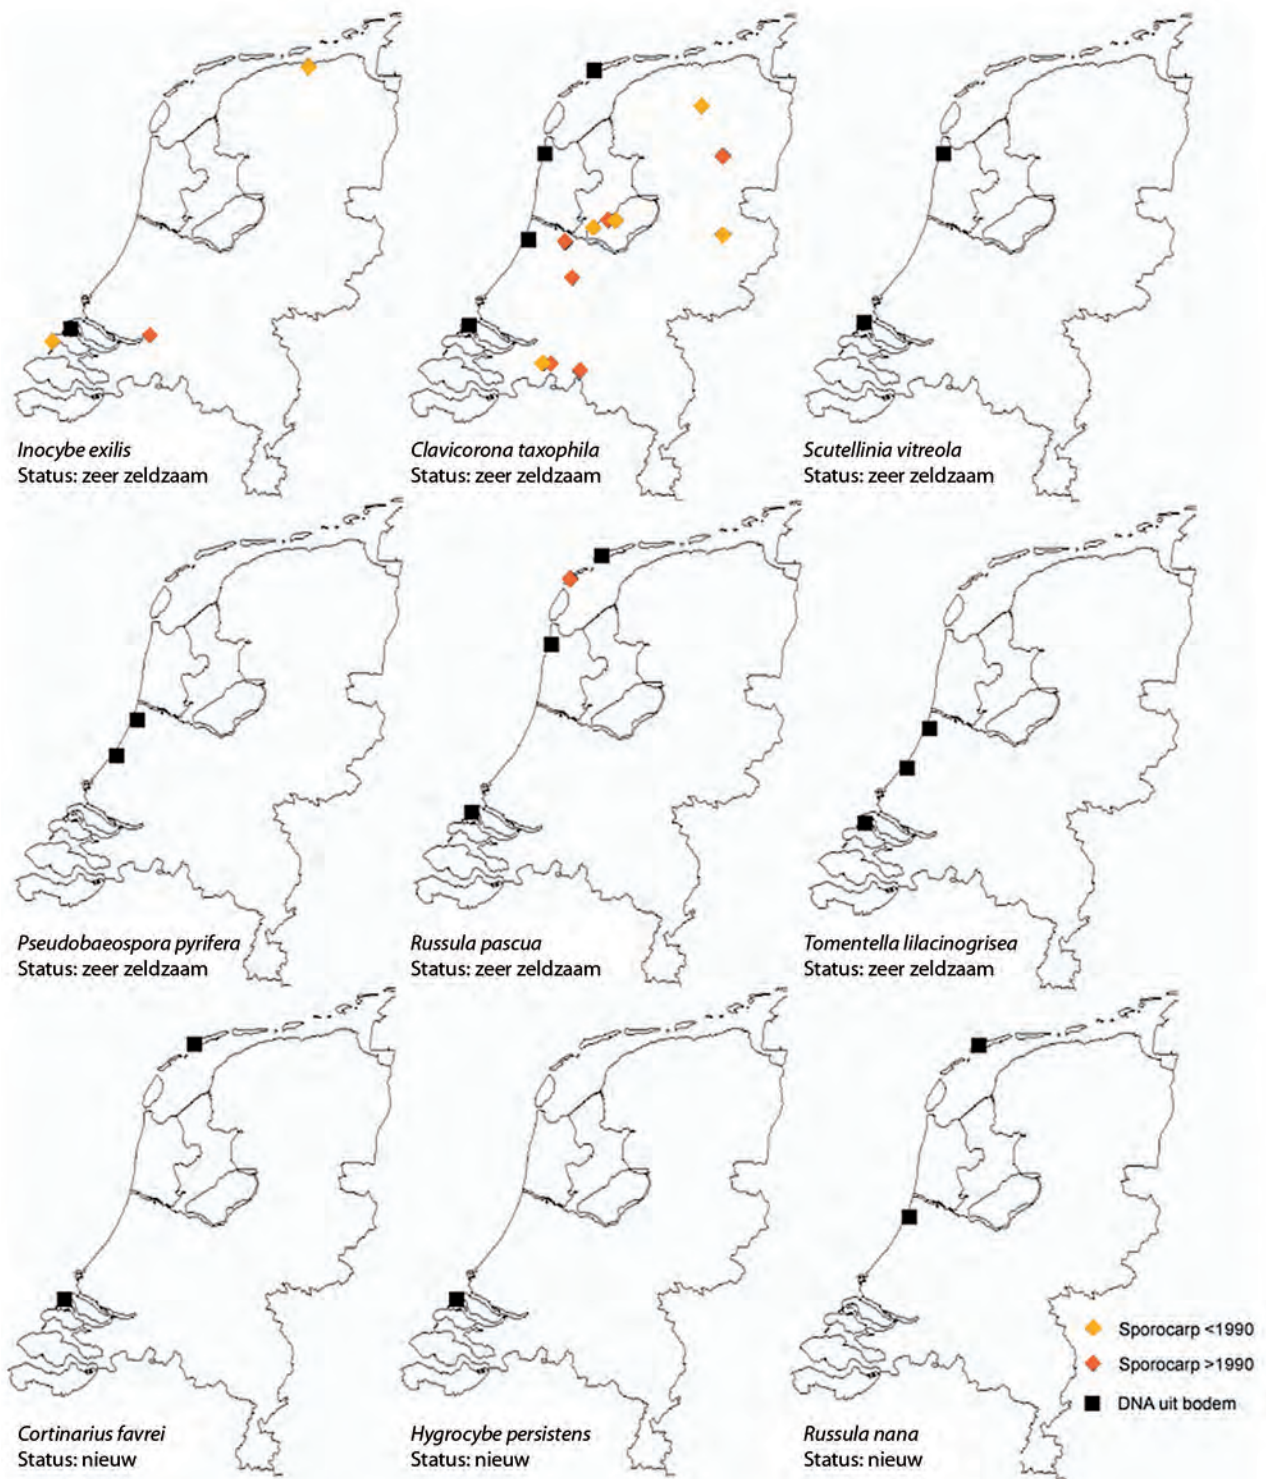 Inocybe exilis
Status: zeer zeldzaam
Clavicorona taxophila
Status: zeer zeldzaam
Scutellinia vitreola
Status: zeer zeldzaam
Pseudobaeospora pyrifera
Status: zeer zeldzaam
Russula pascua
Status: zeer zeldzaam
Tomentella lilacinogrisea
Status: zeer zeldzaam
Cortinarius favrei
Status: nieuw
Hygrocybe persistens
Status: nieuw
Russula nana
Status: nieuw
Sporocarp <1990
Sporocarp >1990
DNA uit bodem